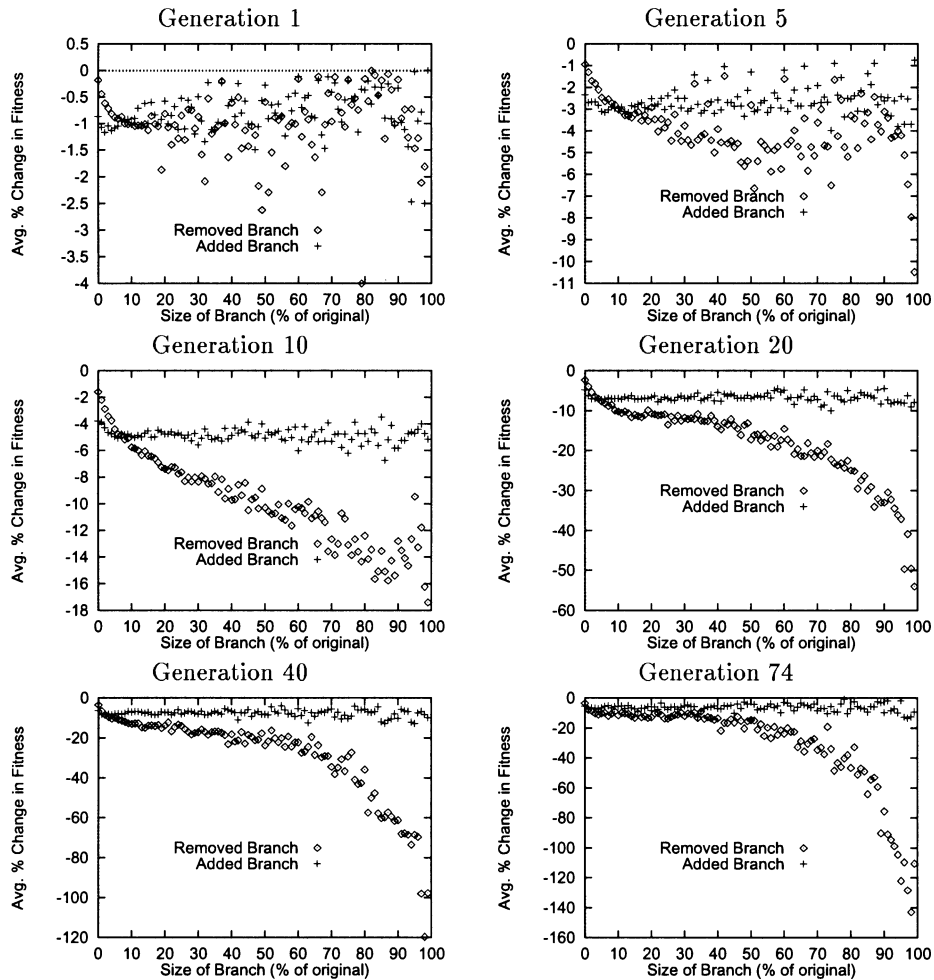 Generation 1
Avg. % Change in Fitness
0.5
0
-0.5
-1
-1.5
-2
-2.5
-3
-3.5
-4
Removed Branch
Added Branch
0 10 20 30 40 50 60 70 80 90 100
Size of Branch (% of original)
Generation 5
Avg. % Change in Fitness
-1
0
-1
-2
-3
-4
-5
-6
-7
-8
-9
-10
-11
Removed Branch
Added Branch
0 10 20 30 40 50 60 70 80 90 100
Size of Branch (% of original)
Generation 10
Avg. % Change in Fitness
0
-2
-4
-6
-8
-10
-12
-14
-16
-18
Removed Branch
Added Branch
0 10 20 30 40 50 60 70 80 90 100
Size of Branch (% of original)
Generation 20
Avg. % Change in Fitness
0
-10
-20
-30
-40
-50
-60
Removed Branch
Added Branch
0 10 20 30 40 50 60 70 80 90 100
Size of Branch (% of original)
Generation 40
Avg. % Change in Fitness
0
-20
-40
-60
-80
-100
-120
Removed Branch
Added Branch
0 10 20 30 40 50 60 70 80 90 100
Size of Branch (% of original)
Generation 74
Avg. % Change in Fitness
0
-20
-40
-60
-80
-100
-120
-140
-160
Removed Branch
Added Branch
0 10 20 30 40 50 60 70 80 90 100
Size of Branch (% of original)